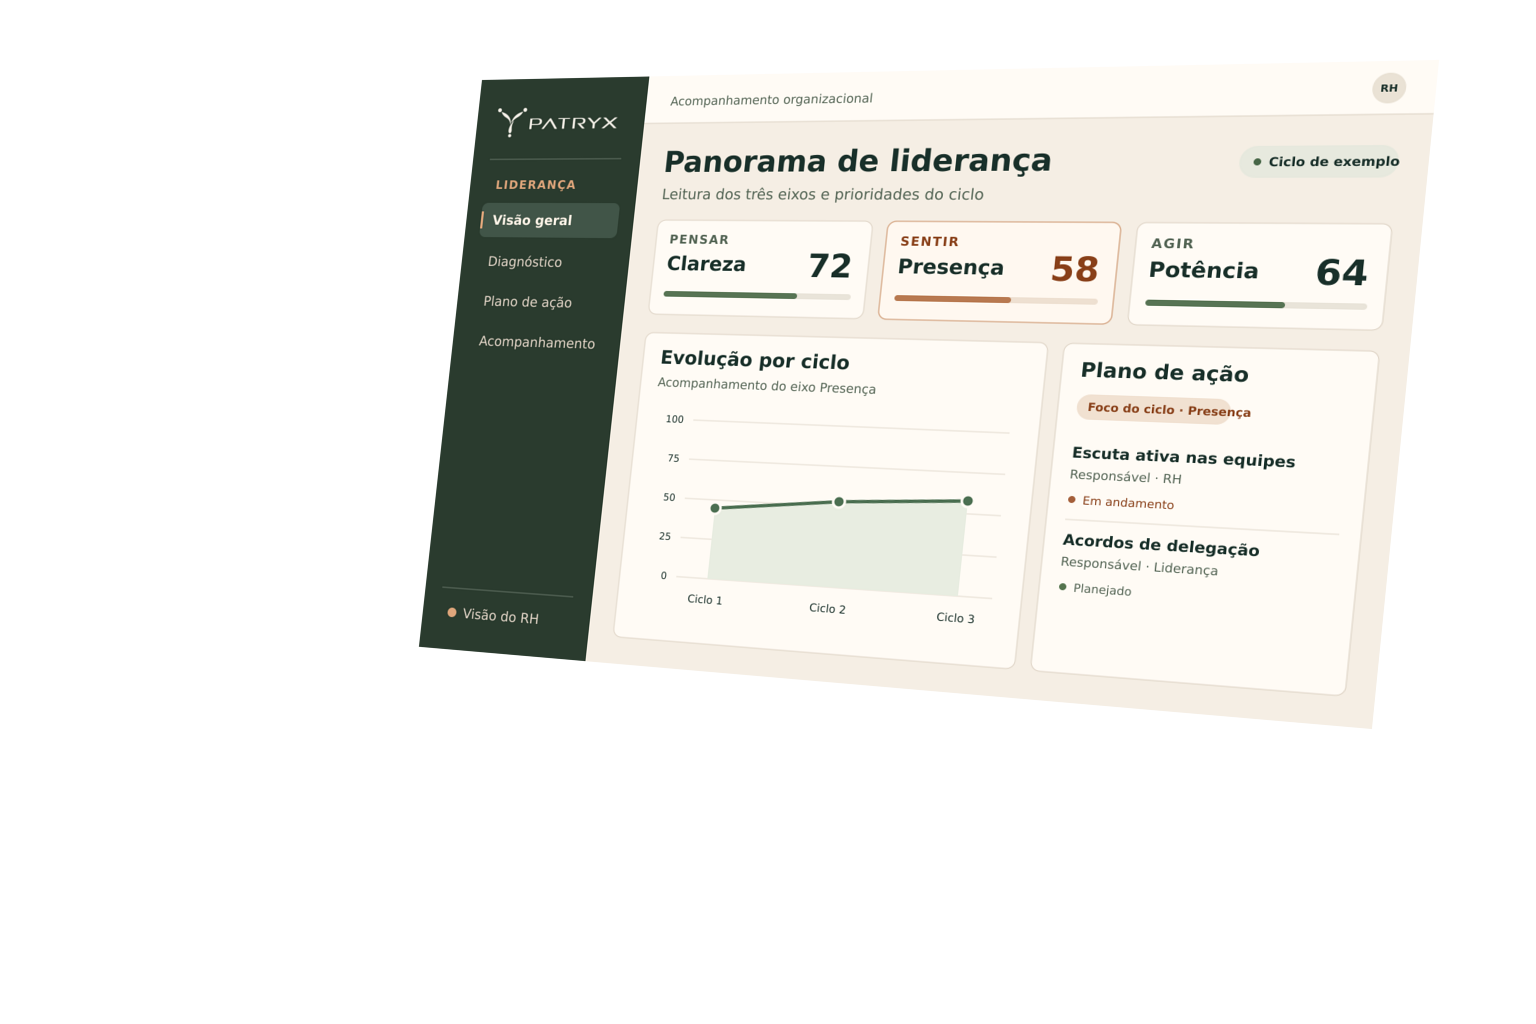 PATRYX
LIDERANÇA
Visão geral
Diagnóstico
Plano de ação
Acompanhamento
Visão do RH
Acompanhamento organizacional
RH
Panorama de liderança
Leitura dos três eixos e prioridades do ciclo
Ciclo de exemplo
PENSAR
Clareza 72
SENTIR
Presença 58
AGIR
Potência 64
Evolução por ciclo
Acompanhamento do eixo Presença
100
75
50
25
0
Ciclo 1 Ciclo 2 Ciclo 3
Plano de ação
Foco do ciclo · Presença
Escuta ativa nas equipes
Responsável · RH
Em andamento
Acordos de delegação
Responsável · Liderança
Planejado